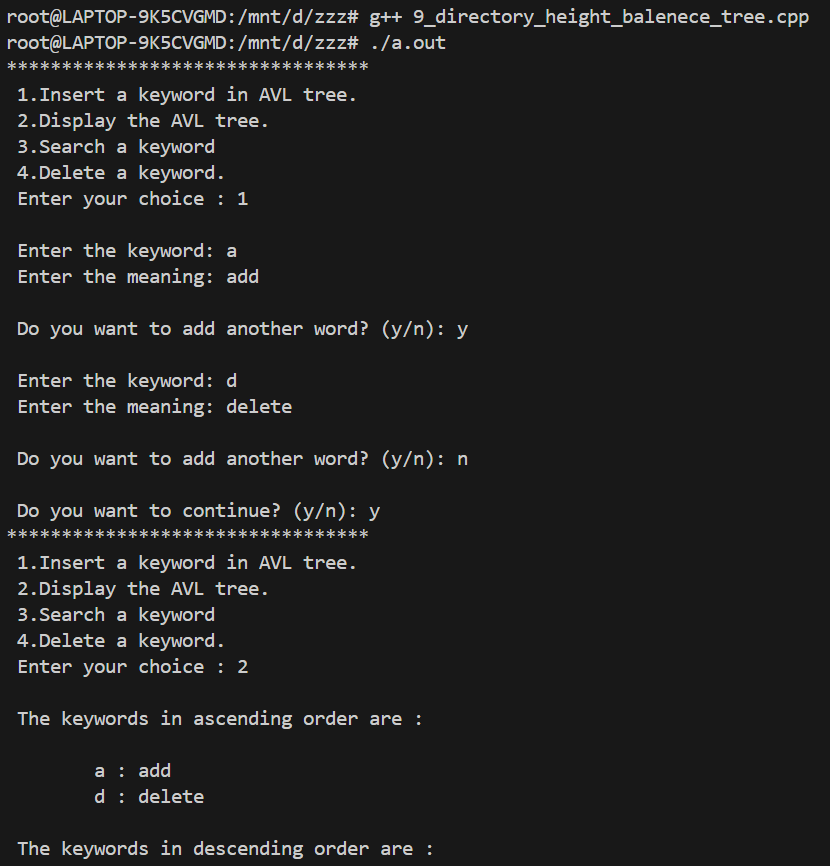 root@LAPTOP-9K5CVGMD:/mnt/d/zzz# g++ 9_directory_height_balenece_tree.cpp
root@LAPTOP-9K5CVGMD:/mnt/d/zzz# ./a.out
*********************************
1.Insert a keyword in AVL tree.
2.Display the AVL tree.
3.Search a keyword
4.Delete a keyword.
Enter your choice : 1
Enter the keyword: a
Enter the meaning: add
Do you want to add another word? (y/n): y
Enter the keyword: d
Enter the meaning: delete
Do you want to add another word? (y/n): n
Do you want to continue? (y/n): y
*********************************
1.Insert a keyword in AVL tree.
2.Display the AVL tree.
3.Search a keyword
4.Delete a keyword.
Enter your choice : 2
The keywords in ascending order are :
a : add
d : delete
The keywords in descending order are :